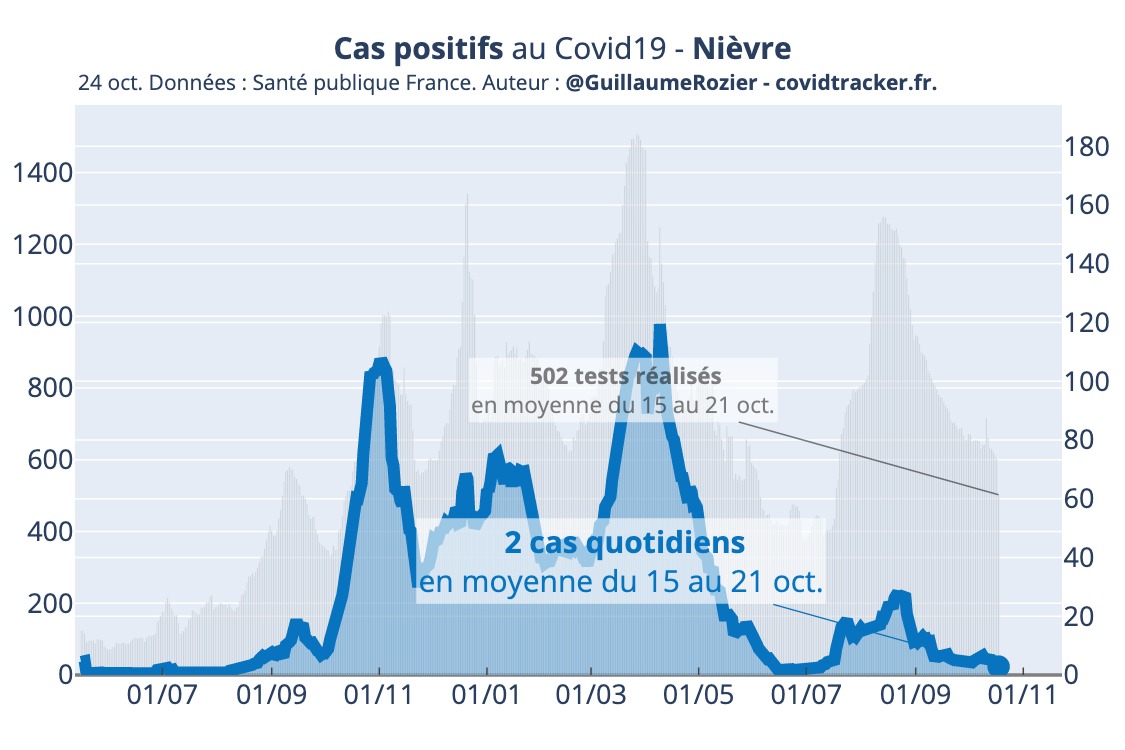 Cas positifs au Covid19 - Nièvre
24 oct. Données : Santé publique France. Auteur : @GuillaumeRozier - covidtracker.fr.
1400
1200
1000
800
600
400
200
0
180
160
140
120
100
80
60
40
20
0
502 tests réalisés
en moyenne du 15 au 21 oct.
2 cas quotidiens
en moyenne du 15 au 21 oct.
01/07 01/09 01/11 01/01 01/03 01/05 01/07 01/09 01/11